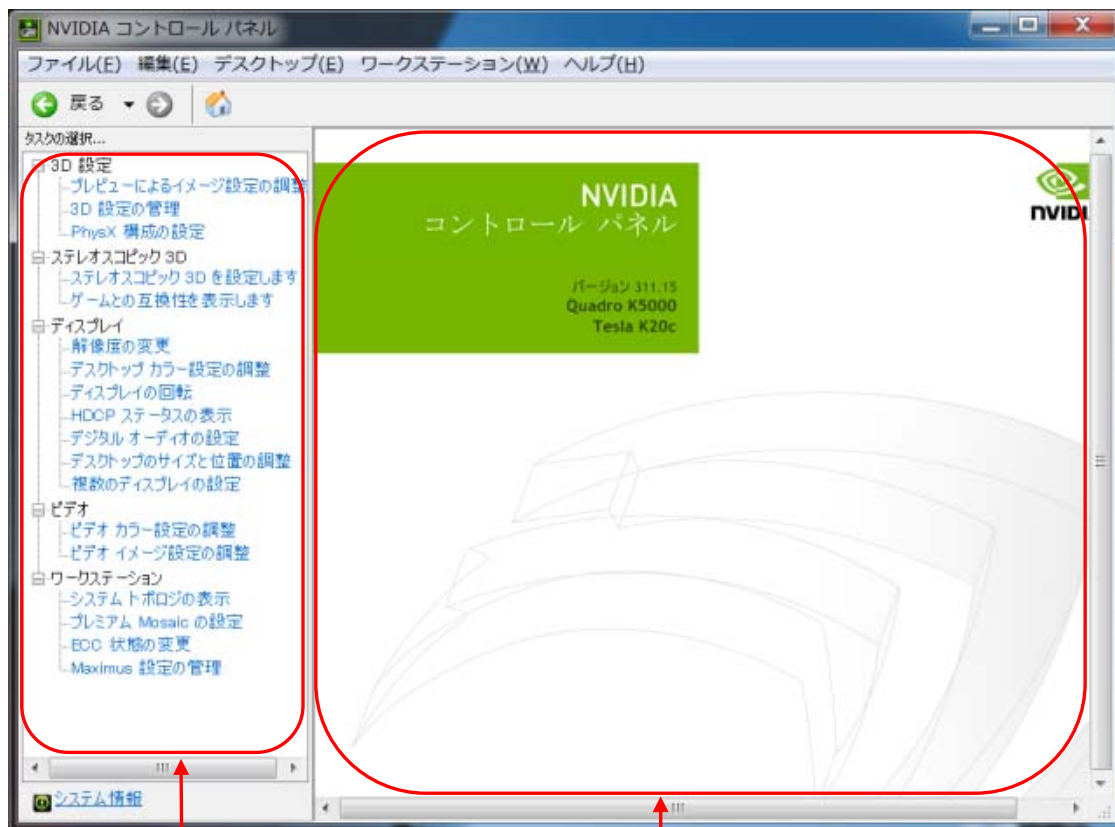 NVIDIA コントロール パネル
ファイル(E) 編集(E) デスクトップ(E) ワークステーション(W) ヘルプ(H)
戻る
タスクの選択...
3D 設定
プレビューによるイメージ設定の調整
3D 設定の管理
PhysX 構成の設定
ステレオスコピック 3D
ステレオスコピック 3D を設定します
ゲームとの互換性を表示します
ディスプレイ
解像度の変更
デスクトップ カラー設定の調整
ディスプレイの回転
HDCP ステータスの表示
デジタル オーディオの設定
デスクトップのサイズと位置の調整
複数のディスプレイの設定
ビデオ
ビデオ カラー設定の調整
ビデオ イメージ設定の調整
ワークステーション
システム トポロジの表示
プレミアム Mosaic の設定
ECC 状態の変更
Maximus 設定の管理
システム情報
NVIDIA
コントロール パネル
バージョン 311.15
Quadro K5000
Tesla K20c
NVIDI